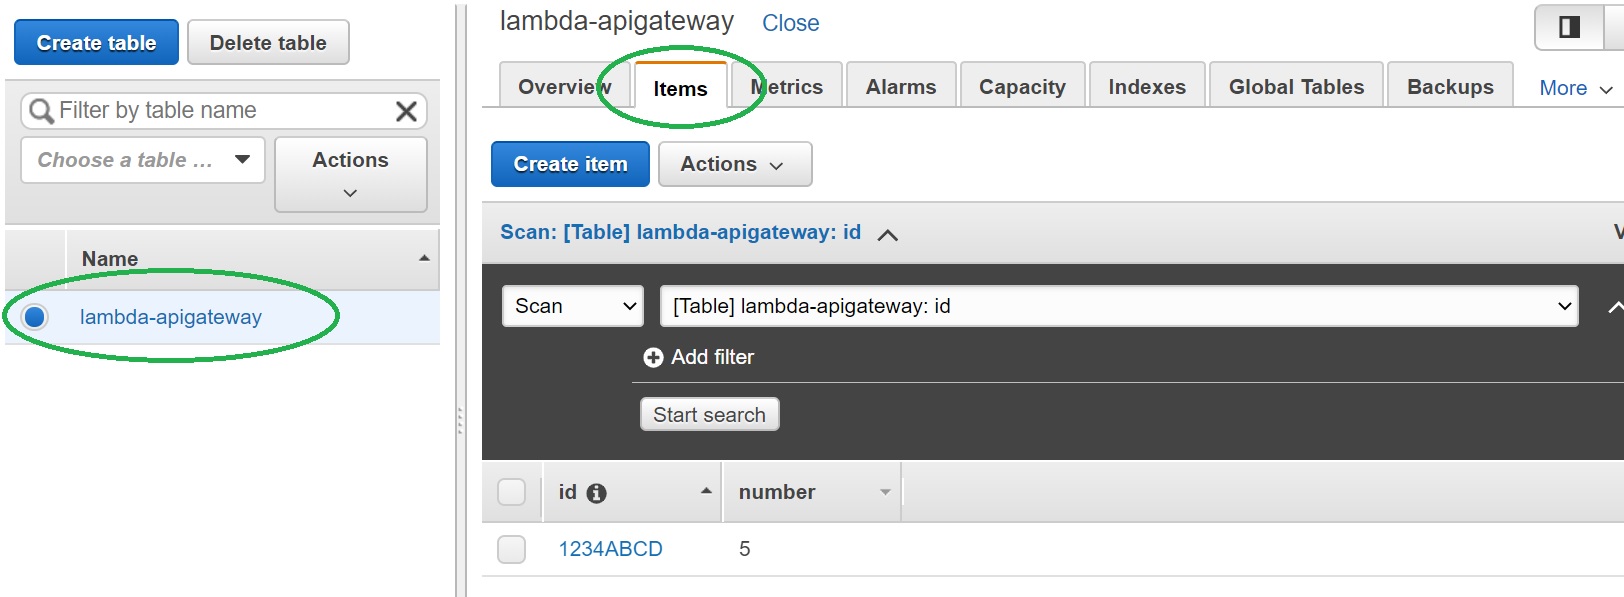 Create table
Delete table
Filter by table name
Choose a table ...
Actions
Name
lambda-apigateway
lambda-apigateway
Close
Overview
Items
Metrics
Alarms
Capacity
Indexes
Global Tables
Backups
More
Create item
Actions
Scan: [Table] lambda-apigateway: id
Scan
[Table] lambda-apigateway: id
Add filter
Start search
id
number
1234ABCD
5